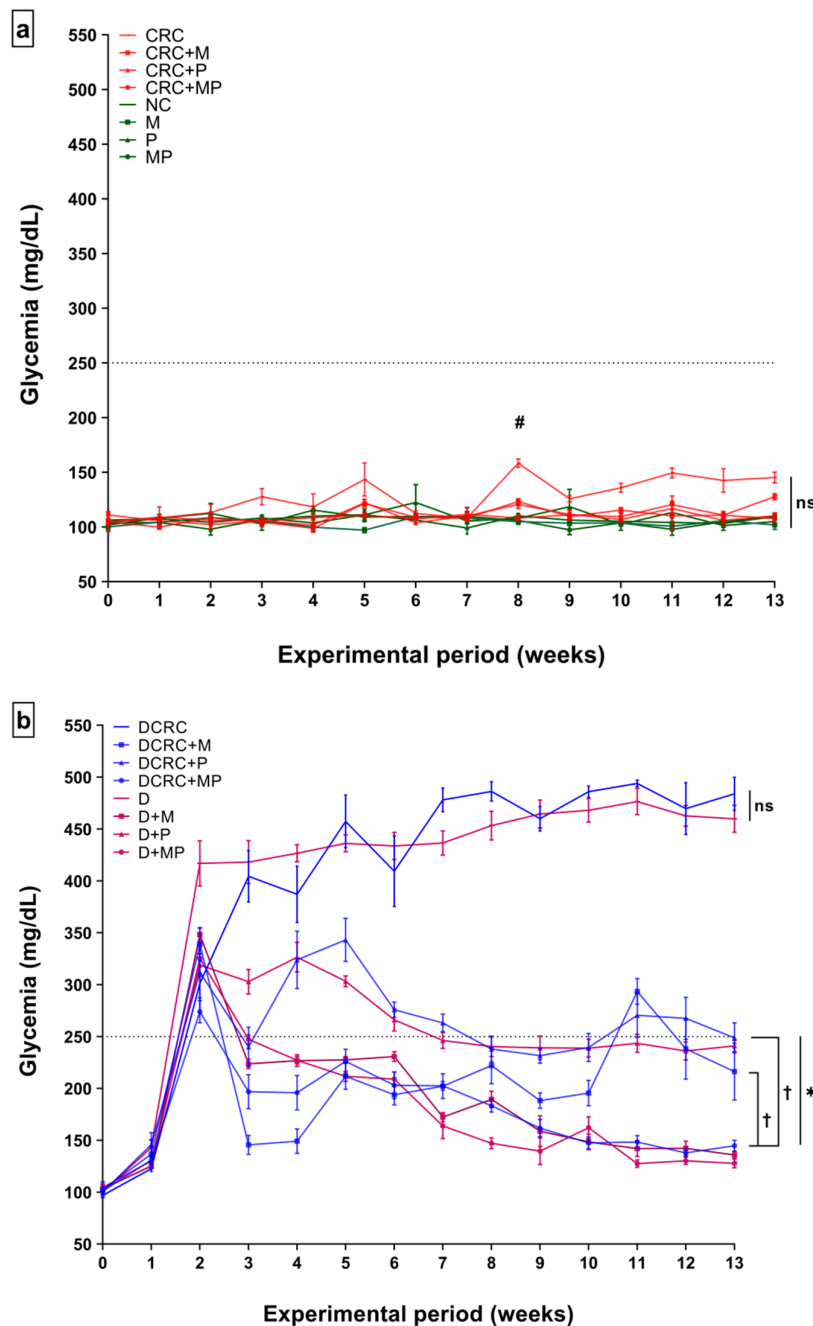 a
CRC
CRC+M
CRC+P
CRC+MP
NC
M
P
MP
550
500
450
400
350
300
250
200
150
100
50
Glycemia (mg/dL)
#
ns
0 1 2 3 4 5 6 7 8 9 10 11 12 13
Experimental period (weeks)
b
DCRC
DCRC+M
DCRC+P
DCRC+MP
D
D+M
D+P
D+MP
550
500
450
400
350
300
250
200
150
100
50
Glycemia (mg/dL)
ns
†
†
*
0 1 2 3 4 5 6 7 8 9 10 11 12 13
Experimental period (weeks)